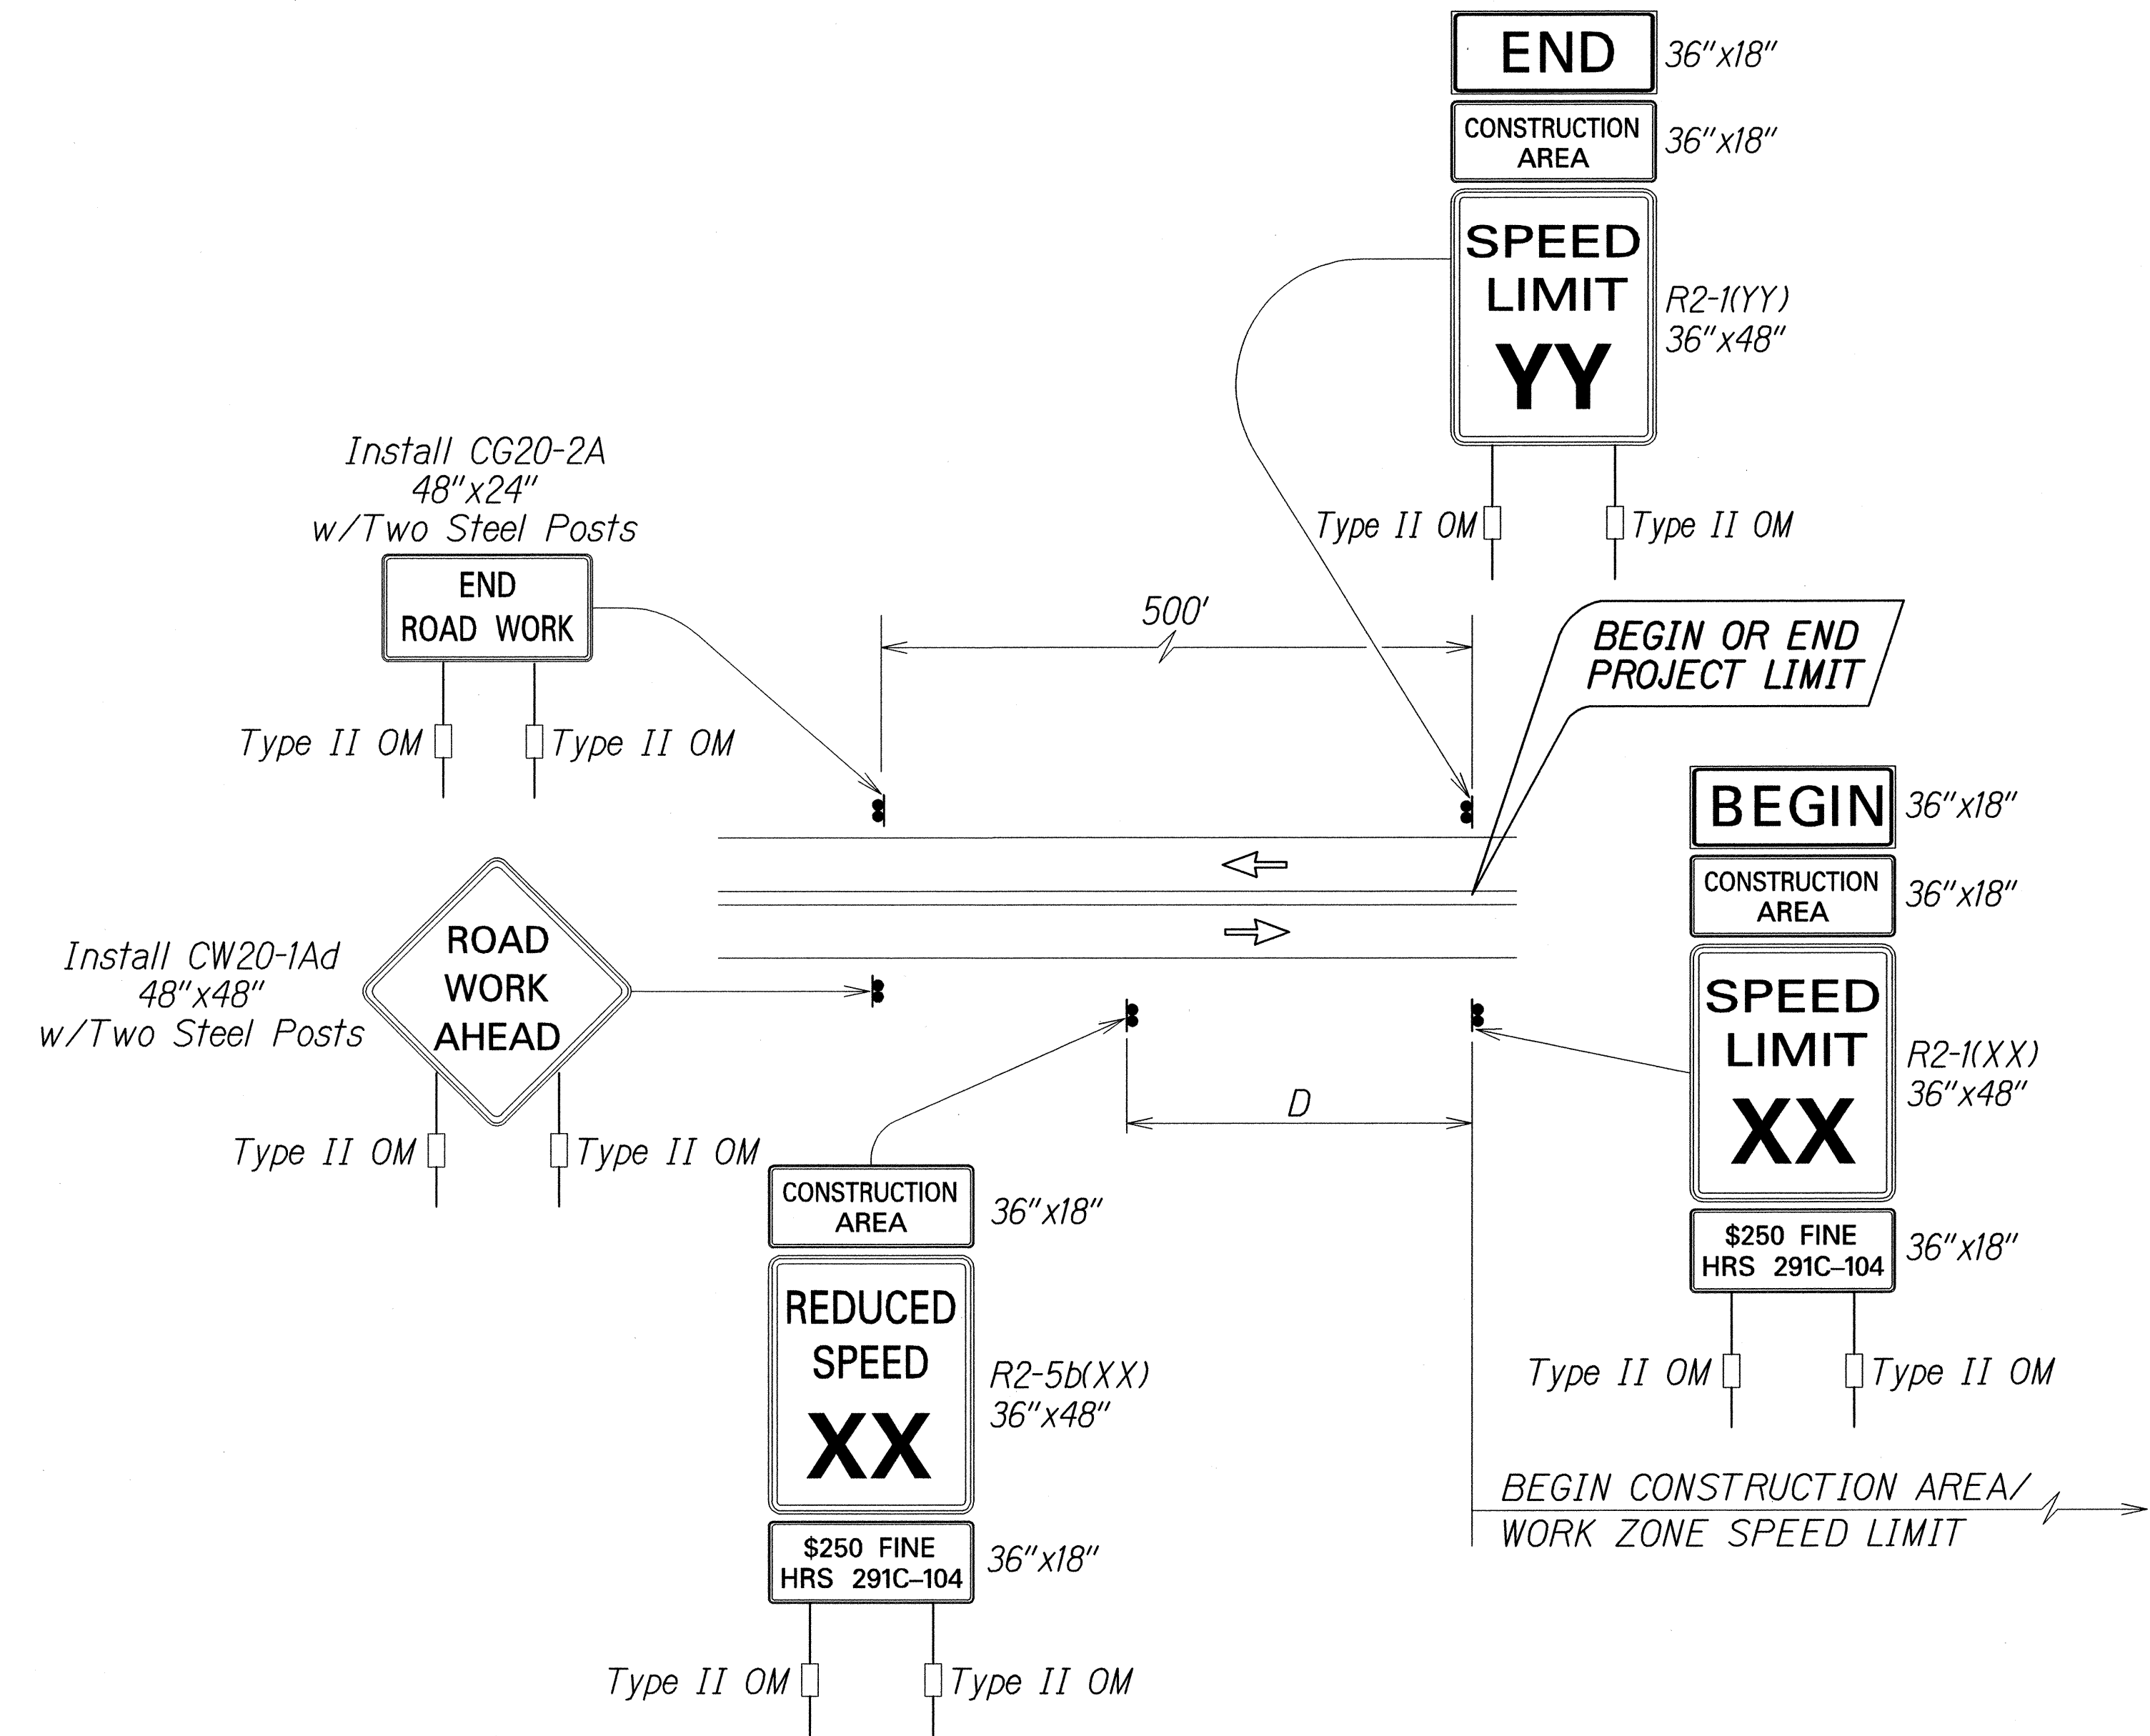 END
36"x18"
CONSTRUCTION
AREA
36"x18"
SPEED
LIMIT
YY
R2-1(YY)
36"x48"
Type II OM
Type II OM
Install CG20-2A
48"x24"
w/Two Steel Posts
END
ROAD WORK
Type II OM
Type II OM
500'
BEGIN OR END
PROJECT LIMIT
BEGIN
36"x18"
CONSTRUCTION
AREA
36"x18"
SPEED
LIMIT
XX
R2-1(XX)
36"x48"
$250 FINE
HRS 291C–104
36"x18"
Type II OM
Type II OM
Install CW20-1Ad
48"x48"
w/Two Steel Posts
ROAD
WORK
AHEAD
Type II OM
Type II OM
D
CONSTRUCTION
AREA
36"x18"
REDUCED
SPEED
XX
R2-5b(XX)
36"x48"
$250 FINE
HRS 291C–104
36"x18"
Type II OM
Type II OM
BEGIN CONSTRUCTION AREA/
WORK ZONE SPEED LIMIT